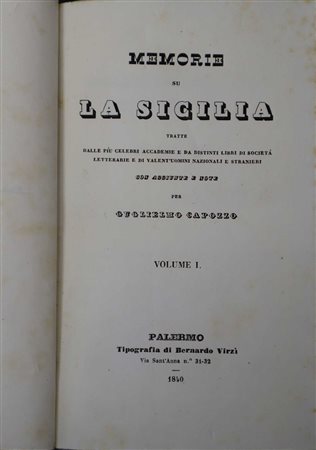 MEMORIE
SU
LA SICILIA
TRATTE
DALLE PIÙ CELEBRI ACCADEMIE E DA DISTINTI LIBRI DI SOCIETÀ
LETTERARIE E DI VALENT'UOMINI NAZIONALI E STRANIERI
CON AGGIUNTE E NOTE
PER
GUGLIELMO CAPOZZO
VOLUME I.
PALERMO
Tipografia di Bernardo Virzì
Via Sant'Anna n.° 31-32
1840